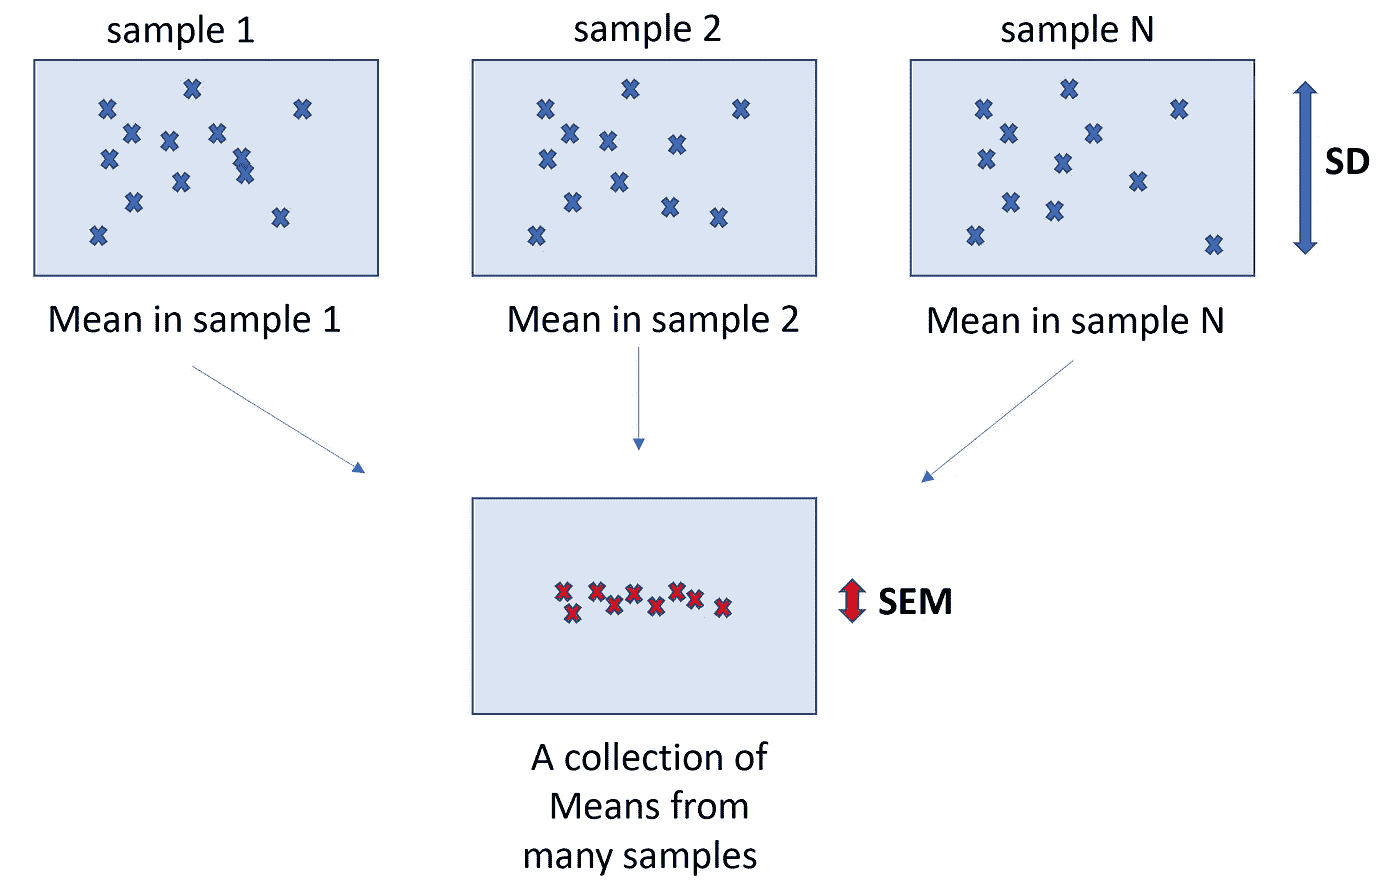 sample 1
sample 2
sample N
SD
Mean in sample 1
Mean in sample 2
Mean in sample N
SEM
A collection of
Means from
many samples